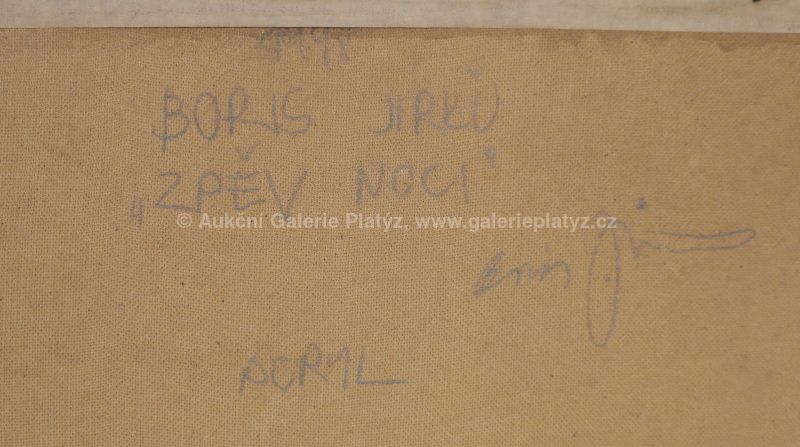 BORIS JIRKŮ
„ZPĚV NOCI"
© Aukční Galerie Platýz, www.galerieplatyz.cz
ACRYL